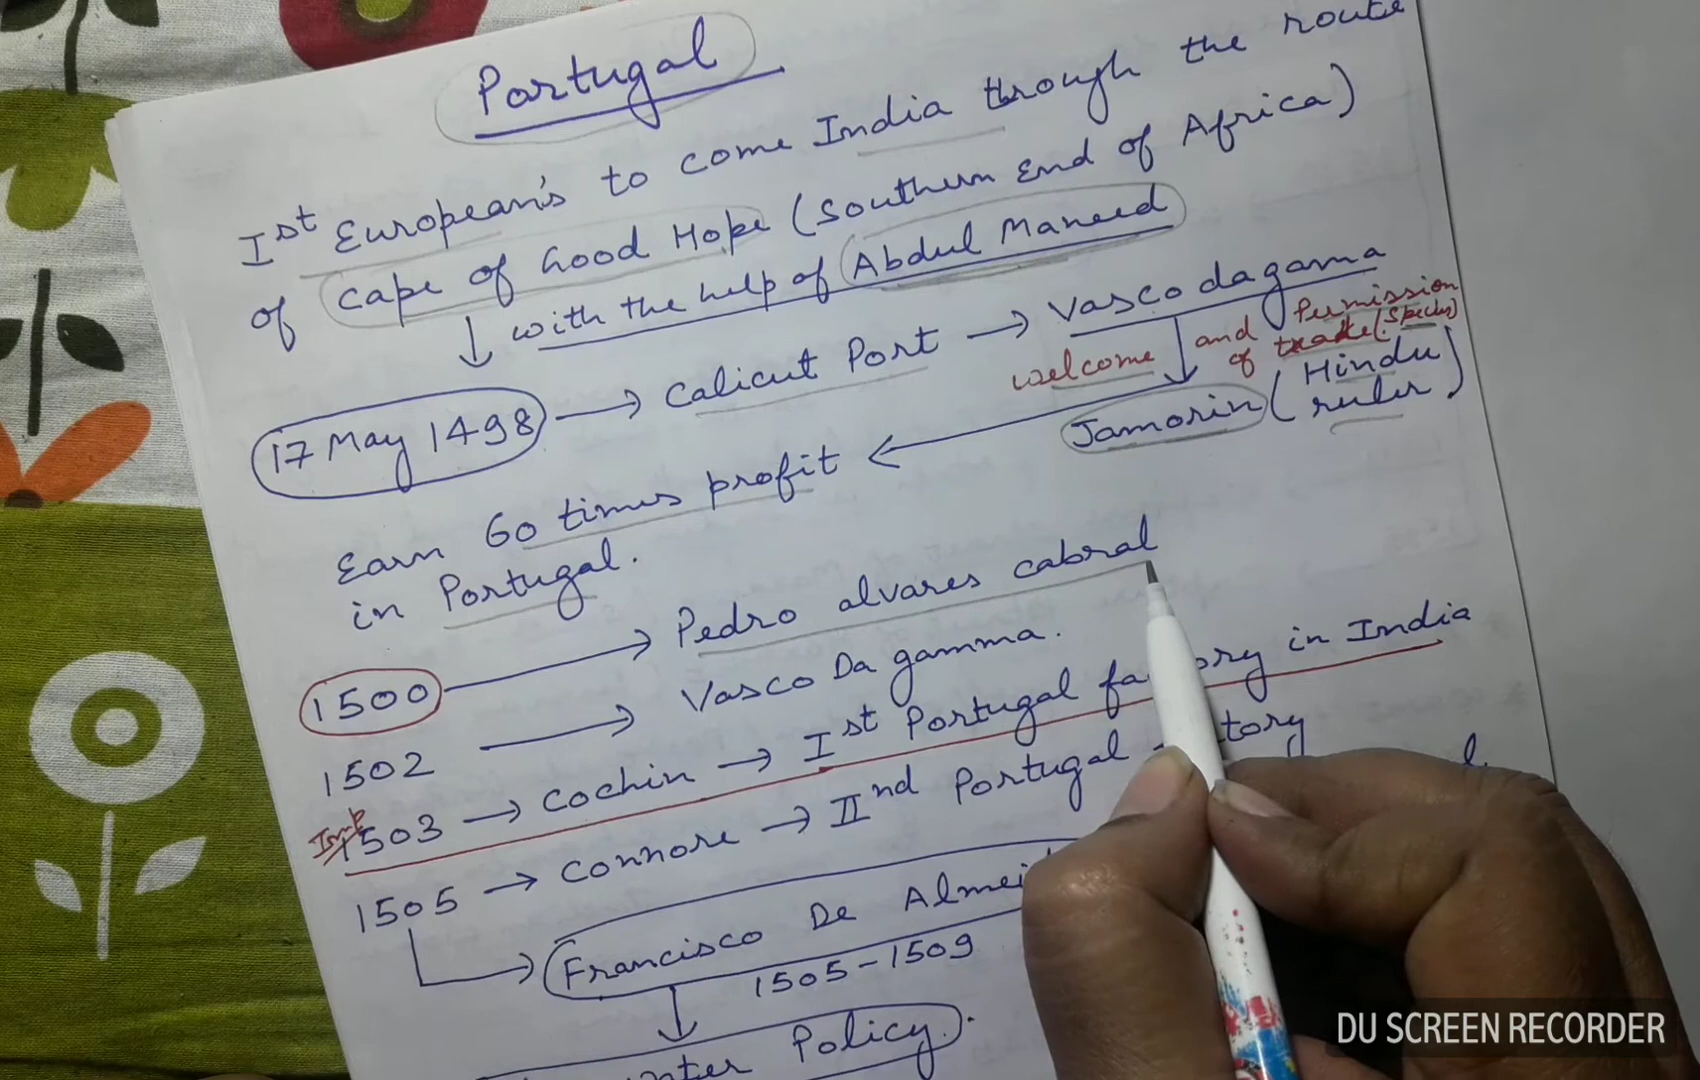 Portugal
Ist European's to come India through the route
of Cape of Good Hope (Southern End of Africa)
with the help of Abdul Maneed
17 May 1498 → Calicut Port → Vasco da gama
welcome and Permission
of trade (Spices)
Jamorin (Hindu
ruler)
Earn 60 times profit
in Portugal.
1500 → Pedro alvares cabral
1502 → Vasco Da gamma.
Imp
1503 → Cochin → Ist Portugal fa ory in India
1505 → Connore → IInd Portugal tory
Francisco De Almei
1505-1509
Policy.
DU SCREEN RECORDER